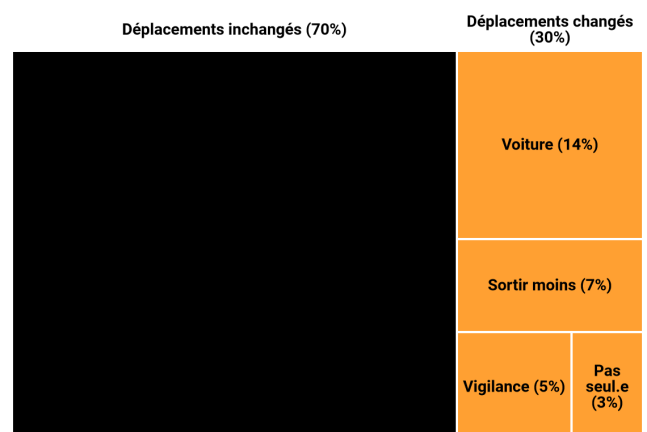 Déplacements inchangés (70%)
Déplacements changés
(30%)
Voiture (14%)
Sortir moins (7%)
Vigilance (5%)
Pas
seul.e
(3%)